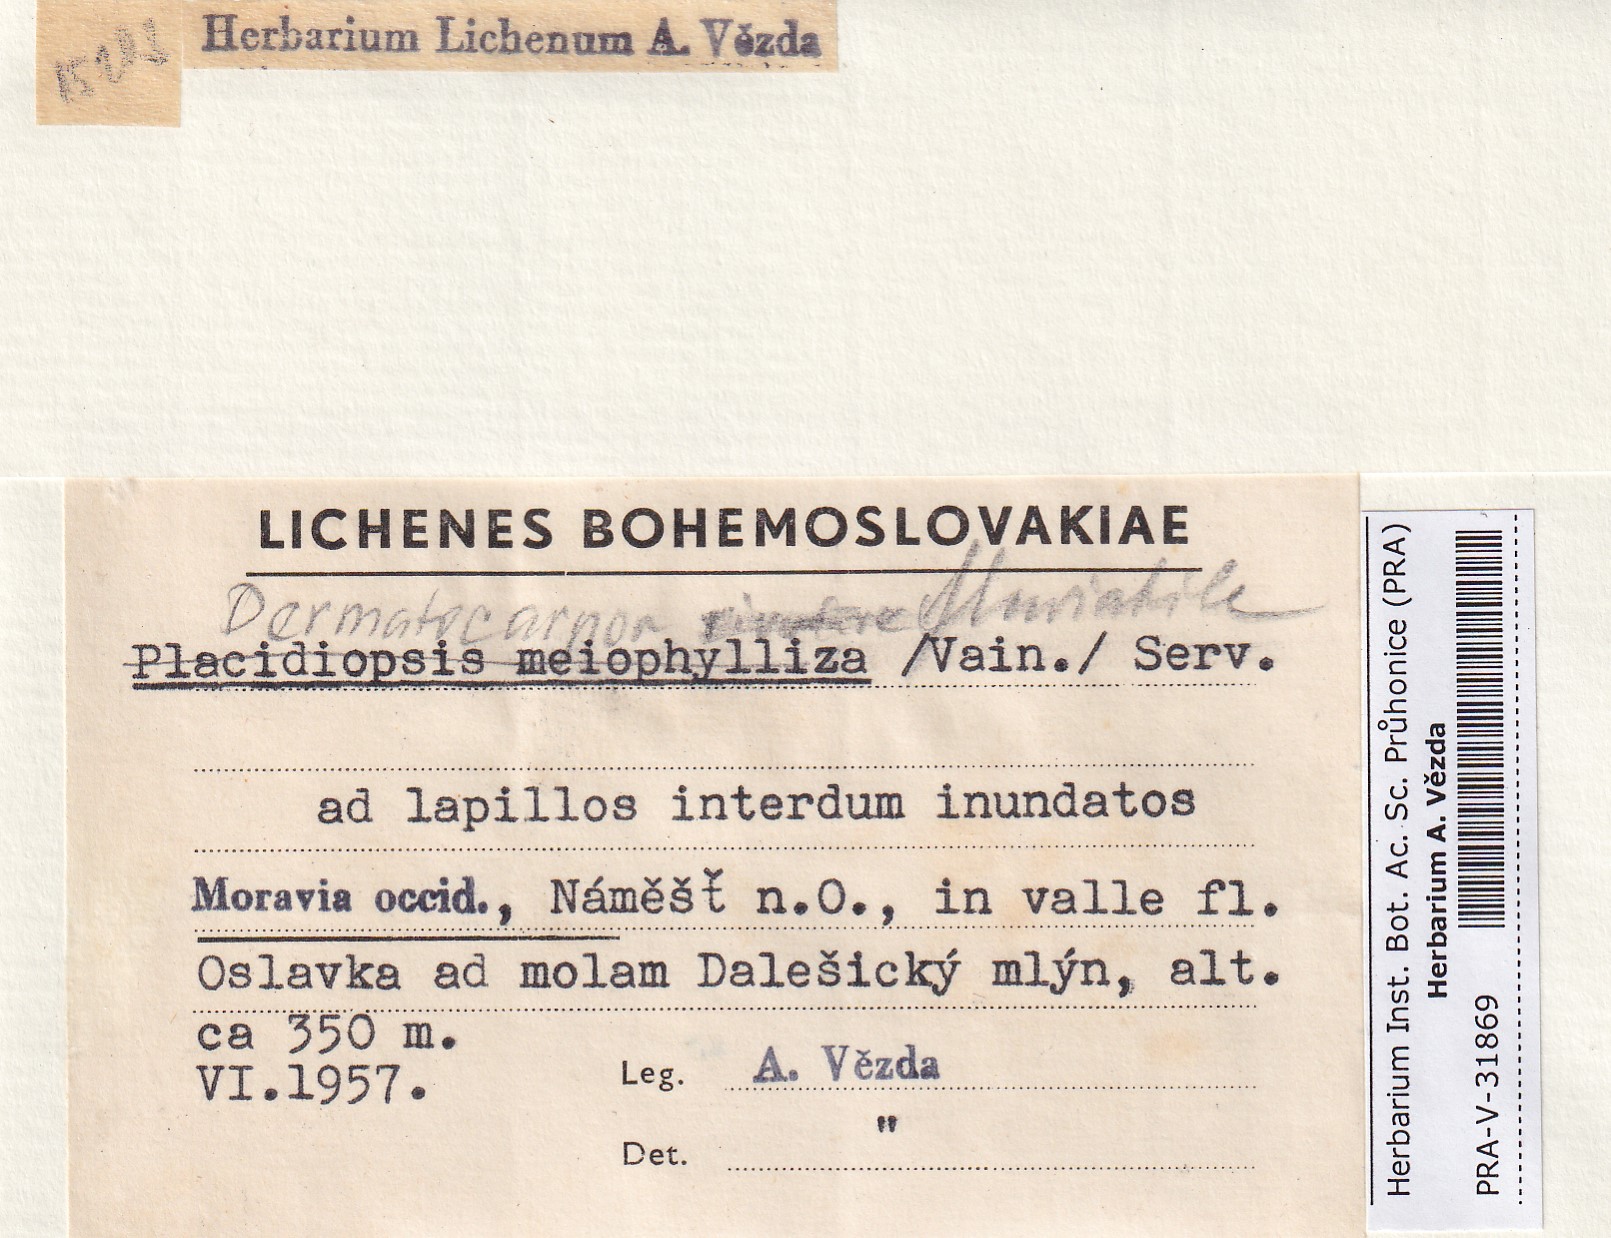 Herbarium Lichenum A. Vězda
LICHENES BOHEMOSLOVAKIAE
Dermatocarpon fluviatile
Placidiopsis meiophylliza /Vain./ Serv.
ad lapillos interdum inundatos
Moravia occid., Náměšť n.O., in valle fl.
Oslavka ad molam Dalešický mlýn, alt.
ca 350 m.
VI.1957.
Leg. A. Vězda
Det. "
Herbarium Inst. Bot. Ac. Sc. Průhonice (PRA)
Herbarium A. Vězda
PRA-V-31869